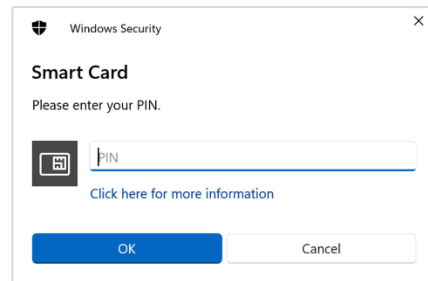 Windows Security
Smart Card
Please enter your PIN.
PIN
Click here for more information
OK
Cancel